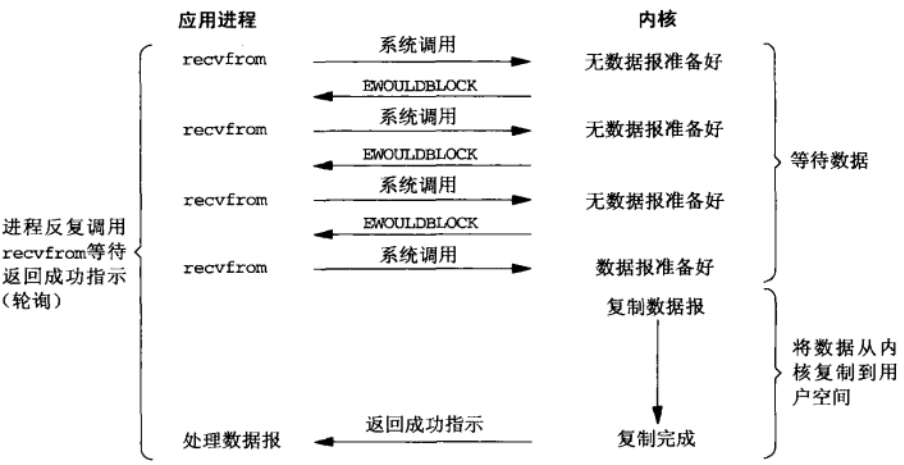 应用进程
内核
recvfrom
系统调用
无数据报准备好
EWOULDBLOCK
recvfrom
系统调用
无数据报准备好
EWOULDBLOCK
recvfrom
系统调用
无数据报准备好
EWOULDBLOCK
recvfrom
系统调用
数据报准备好
等待数据
进程反复调用
recvfrom等待
返回成功指示
(轮询)
复制数据报
将数据从内
核复制到用
户空间
处理数据报
返回成功指示
复制完成